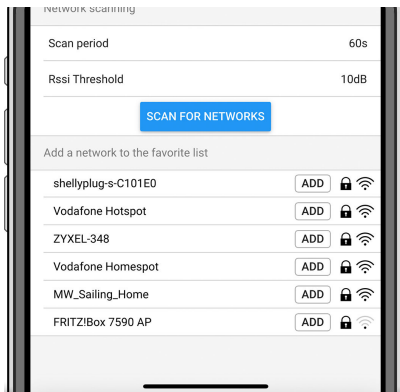 Network scanning
Scan period 60s
Rssi Threshold 10dB
SCAN FOR NETWORKS
Add a network to the favorite list
shellyplug-s-C101E0 ADD
Vodafone Hotspot ADD
ZYXEL-348 ADD
Vodafone Homespot ADD
MW_Sailing_Home ADD
FRITZ!Box 7590 AP ADD